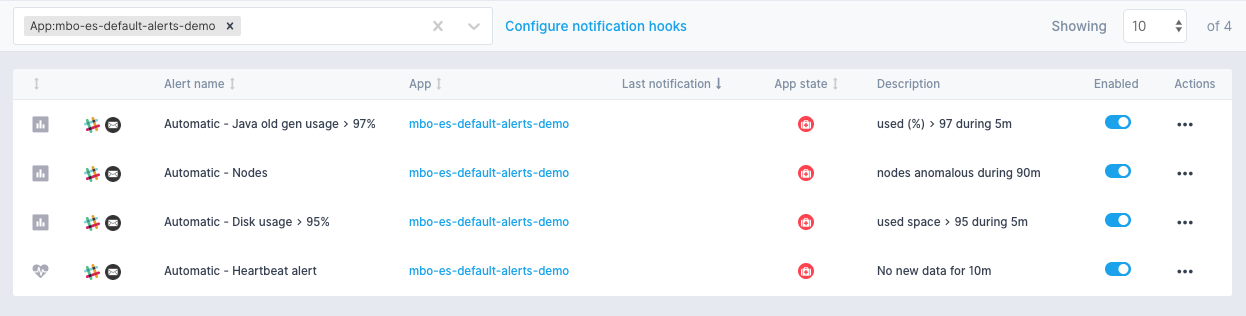 App:mbo-es-default-alerts-demo × Configure notification hooks Showing 10 of 4
Alert name App Last notification App state Description Enabled Actions
Automatic - Java old gen usage > 97% mbo-es-default-alerts-demo used (%) > 97 during 5m
Automatic - Nodes mbo-es-default-alerts-demo nodes anomalous during 90m
Automatic - Disk usage > 95% mbo-es-default-alerts-demo used space > 95 during 5m
Automatic - Heartbeat alert mbo-es-default-alerts-demo No new data for 10m